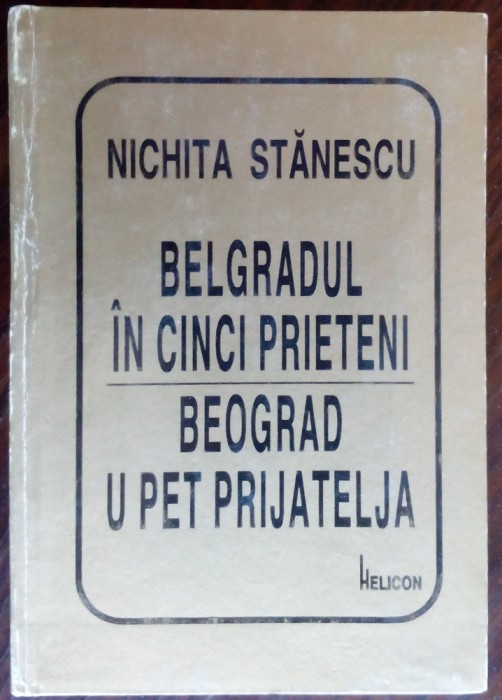 NICHITA STĂNESCU
BELGRADUL
ÎN CINCI PRIETENI
BEOGRAD
U PET PRIJATELJA
HELICON